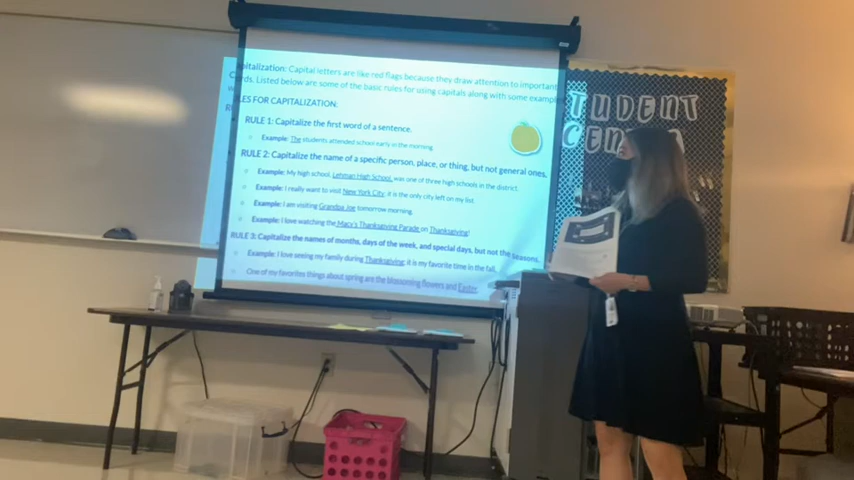 apitalization: Capital letters are like red flags because they draw attention to important
ords. Listed below are some of the basic rules for using capitals along with some example
LES FOR CAPITALIZATION:
RULE 1: Capitalize the first word of a sentence.
Example: The students attended school early in the morning.
RULE 2: Capitalize the name of a specific person, place, or thing, but not general ones.
Example: My high school, Lehman High School, was one of three high schools in the district.
Example: I really want to visit New York City; it is the only city left on my list.
Example: I am visiting Grandpa Joe tomorrow morning.
Example: I love watching the Macy's Thanksgiving Parade on Thanksgiving!
RULE 3: Capitalize the names of months, days of the week, and special days, but not the seasons.
Example: I love seeing my family during Thanksgiving; it is my favorite time in the fall.
One of my favorites things about spring are the blossoming flowers and Easter.
TUDENT
CEN